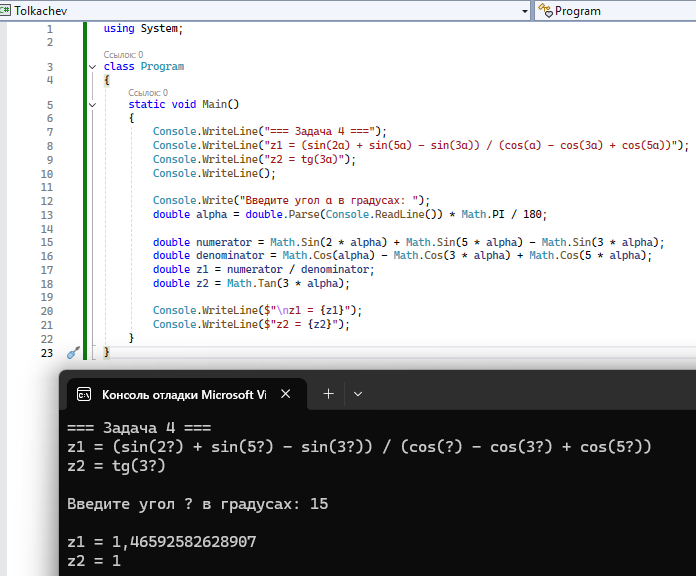 Tolkachev
Program
1 using System;
2
Ссылок: 0
3 class Program
4 {
Ссылок: 0
5 static void Main()
6 {
7 Console.WriteLine("=== Задача 4 ===");
8 Console.WriteLine("z1 = (sin(2α) + sin(5α) - sin(3α)) / (cos(α) - cos(3α) + cos(5α))");
9 Console.WriteLine("z2 = tg(3α)");
10 Console.WriteLine();
11
12 Console.Write("Введите угол α в градусах: ");
13 double alpha = double.Parse(Console.ReadLine()) * Math.PI / 180;
14
15 double numerator = Math.Sin(2 * alpha) + Math.Sin(5 * alpha) - Math.Sin(3 * alpha);
16 double denominator = Math.Cos(alpha) - Math.Cos(3 * alpha) + Math.Cos(5 * alpha);
17 double z1 = numerator / denominator;
18 double z2 = Math.Tan(3 * alpha);
19
20 Console.WriteLine($"\nz1 = {z1}");
21 Console.WriteLine($"z2 = {z2}");
22 }
23 }
Консоль отладки Microsoft Vi
=== Задача 4 ===
z1 = (sin(2?) + sin(5?) - sin(3?)) / (cos(?) - cos(3?) + cos(5?))
z2 = tg(3?)
Введите угол ? в градусах: 15
z1 = 1,46592582628907
z2 = 1